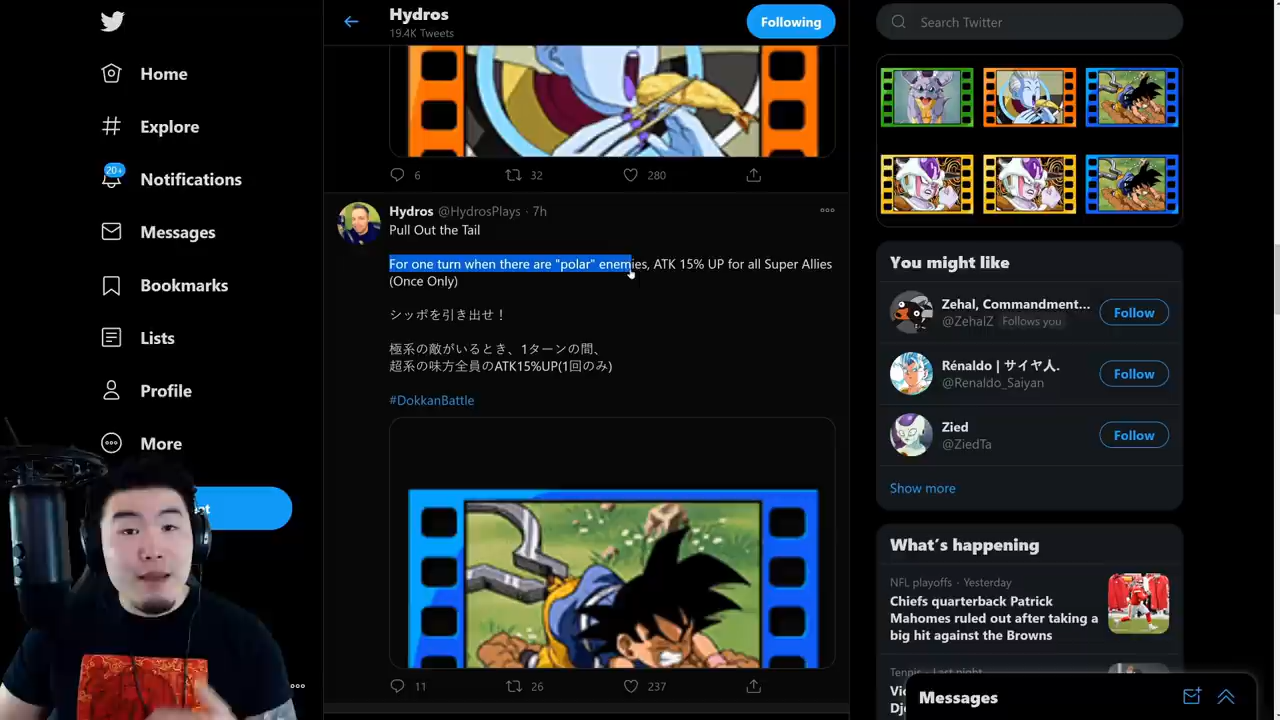 Home
Explore
20+
Notifications
Messages
Bookmarks
Lists
Profile
More
Hydros
19.4K Tweets
Following
6
32
280
Hydros @HydrosPlays · 7h
Pull Out the Tail
For one turn when there are "polar" enemies, ATK 15% UP for all Super Allies
(Once Only)
シッポを引き出せ！
極系の敵がいるとき、1ターンの間、
超系の味方全員のATK15%UP(1回のみ)
#DokkanBattle
11
26
237
Search Twitter
You might like
Zehal, Commandment...
@ZehalZ Follows you
Follow
Rénaldo | サイヤ人.
@Renaldo_Saiyan
Follow
Zied
@ZiedTa
Follow
Show more
What's happening
NFL playoffs · Yesterday
Chiefs quarterback Patrick
Mahomes ruled out after taking a
big hit against the Browns
Tennis · Last night
Messages